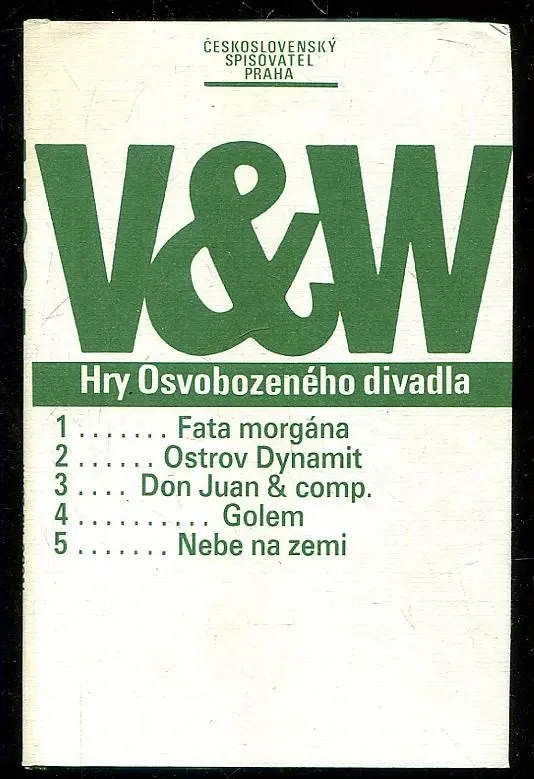 ČESKOSLOVENSKÝ
SPISOVATEL
PRAHA
V&W
Hry Osvobozeného divadla
1 ....... Fata morgána
2 ...... Ostrov Dynamit
3 .... Don Juan & comp.
4 .......... Golem
5 ....... Nebe na zemi